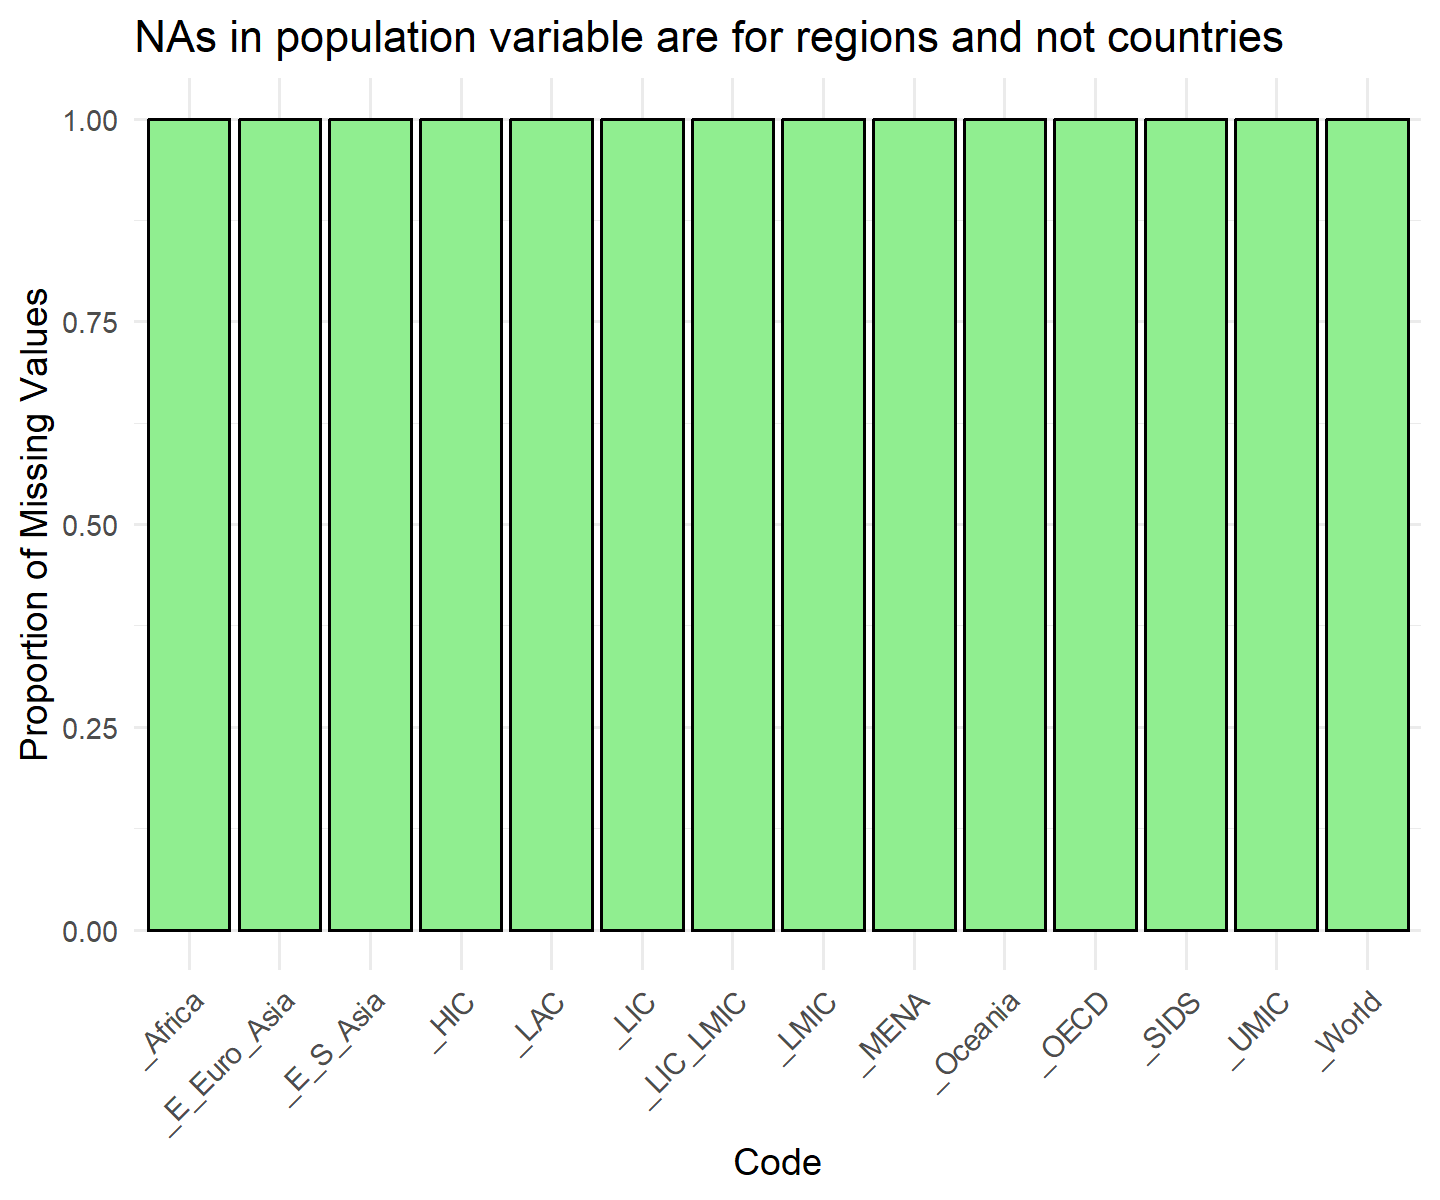 NAs in population variable are for regions and not countries
Proportion of Missing Values
1.00
0.75
0.50
0.25
0.00
_Africa
_E_Euro_Asia
_E_S_Asia
_HIC
_LAC
_LIC
_LIC_LMIC
_LMIC
_MENA
_Oceania
_OECD
_SIDS
_UMIC
_World
Code